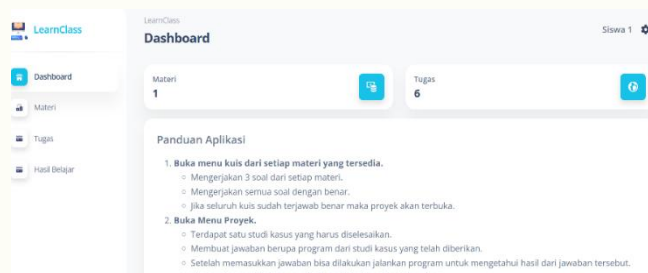 LearnClass
LearnClass
Dashboard
Siswa 1
Dashboard
Materi
Tugas
Hasil Belajar
Materi
1
Tugas
6
Panduan Aplikasi
1. Buka menu kuis dari setiap materi yang tersedia.
Mengerjakan 3 soal dari setiap materi.
Mengerjakan semua soal dengan benar.
Jika seluruh kuis sudah terjawab benar maka proyek akan terbuka.
2. Buka Menu Proyek.
Terdapat satu studi kasus yang harus diselesaikan.
Membuat jawaban berupa program dari studi kasus yang telah diberikan.
Setelah memasukkan jawaban bisa dilakukan jalankan program untuk mengetahui hasil dari jawaban tersebut.